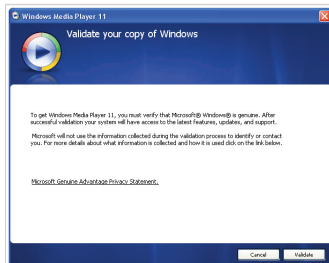 Windows Media Player 11
Validate your copy of Windows
To get Windows Media Player 11, you must verify that Microsoft® Windows® is genuine. After
successful validation your system will have access to the latest features, updates, and support.
Microsoft will not use the information collected during the validation process to identify or contact
you. For more details about what information is collected and how it is used click on the link below.
Microsoft Genuine Advantage Privacy Statement.
Cancel
Validate